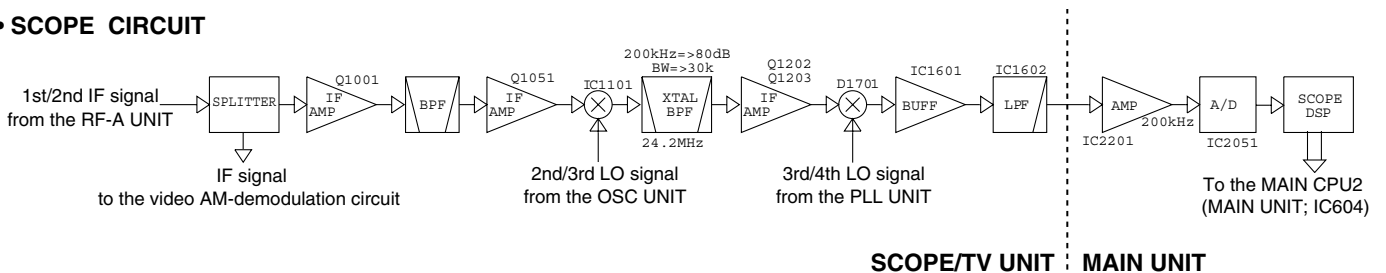 • SCOPE CIRCUIT
1st/2nd IF signal
from the RF-A UNIT
SPLITTER
IF signal
to the video AM-demodulation circuit
Q1001
IF
AMP
BPF
Q1051
IF
AMP
IC1101
2nd/3rd LO signal
from the OSC UNIT
200kHz=>80dB
BW=>30k
XTAL
BPF
24.2MHz
Q1202
Q1203
IF
AMP
D1701
3rd/4th LO signal
from the PLL UNIT
IC1601
BUFF
IC1602
LPF
AMP
IC2201
200kHz
A/D
IC2051
SCOPE
DSP
To the MAIN CPU2
(MAIN UNIT; IC604)
SCOPE/TV UNIT
MAIN UNIT